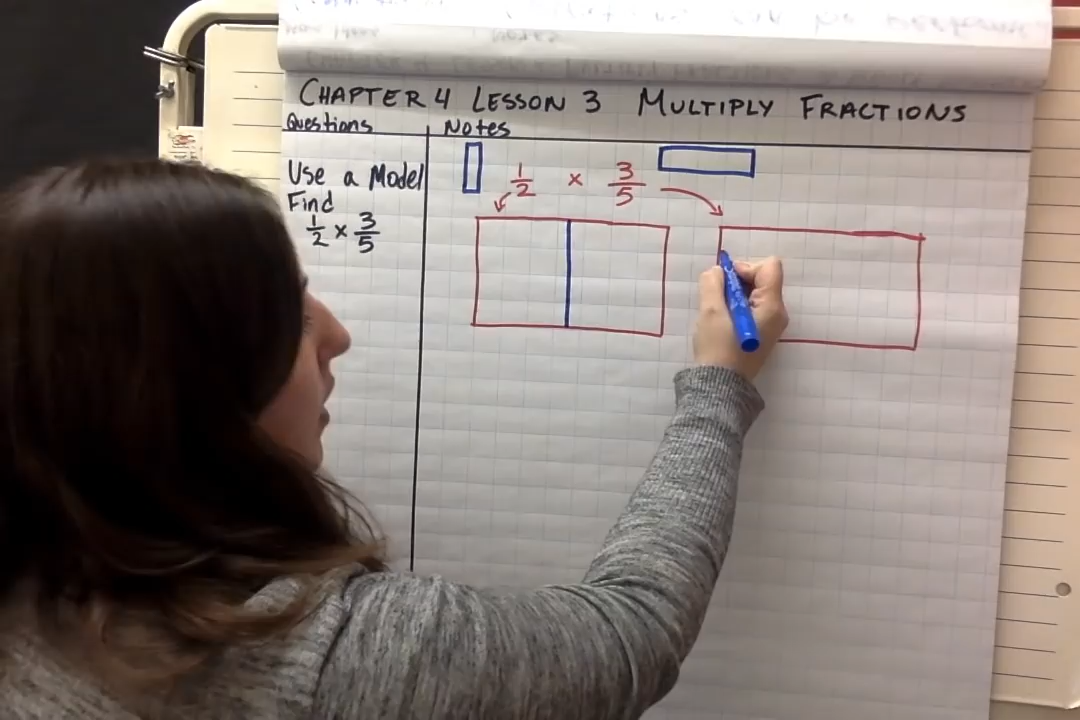 CHAPTER 4 LESSON 3 MULTIPLY FRACTIONS
Questions Notes
Use a Model
Find
1/2 × 3/5
1/2 × 3/5